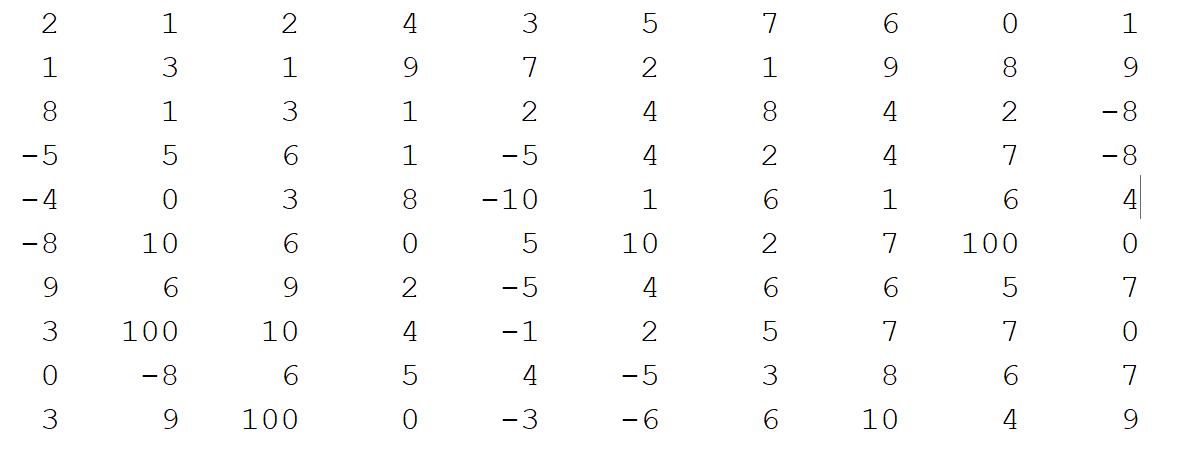 2 1 2 4 3 5 7 6 0 1
1 3 1 9 7 2 1 9 8 9
8 1 3 1 2 4 8 4 2 -8
-5 5 6 1 -5 4 2 4 7 -8
-4 0 3 8 -10 1 6 1 6 4
-8 10 6 0 5 10 2 7 100 0
9 6 9 2 -5 4 6 6 5 7
3 100 10 4 -1 2 5 7 7 0
0 -8 6 5 4 -5 3 8 6 7
3 9 100 0 -3 -6 6 10 4 9